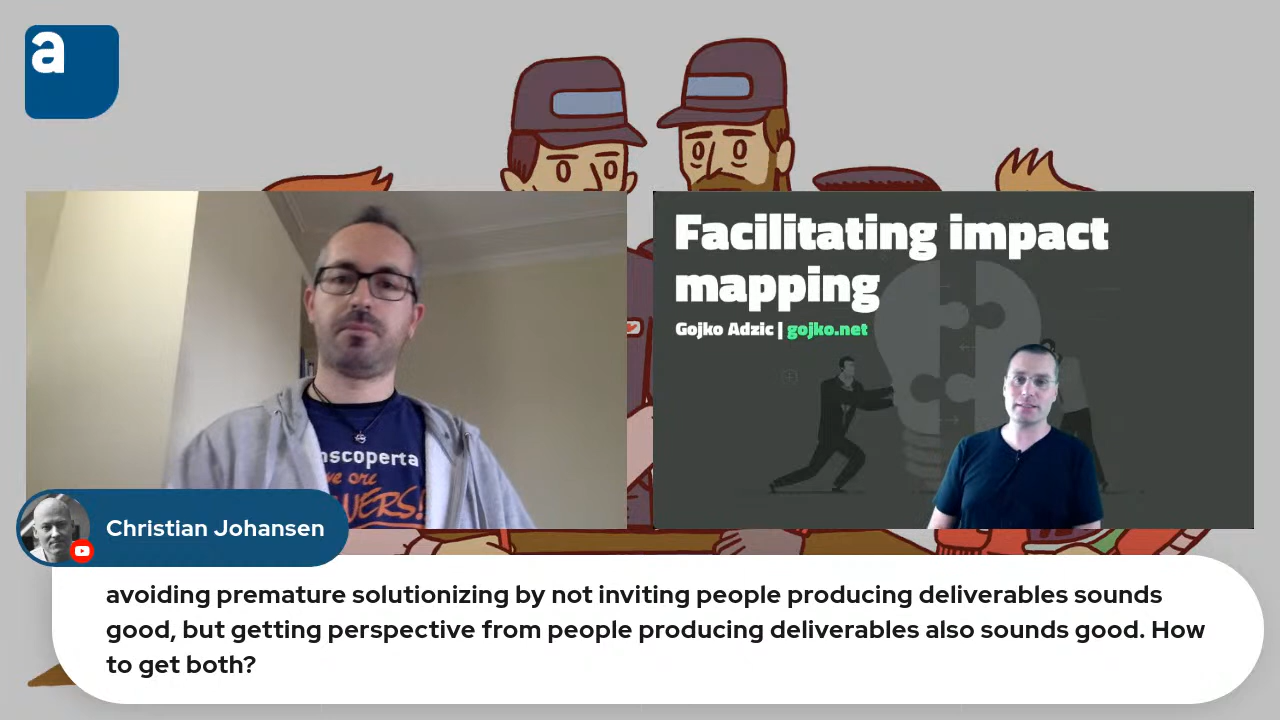 a
Facilitating impact
mapping
Gojko Adzic | gojko.net
nscoperta
Christian Johansen
avoiding premature solutionizing by not inviting people producing deliverables sounds
good, but getting perspective from people producing deliverables also sounds good. How
to get both?